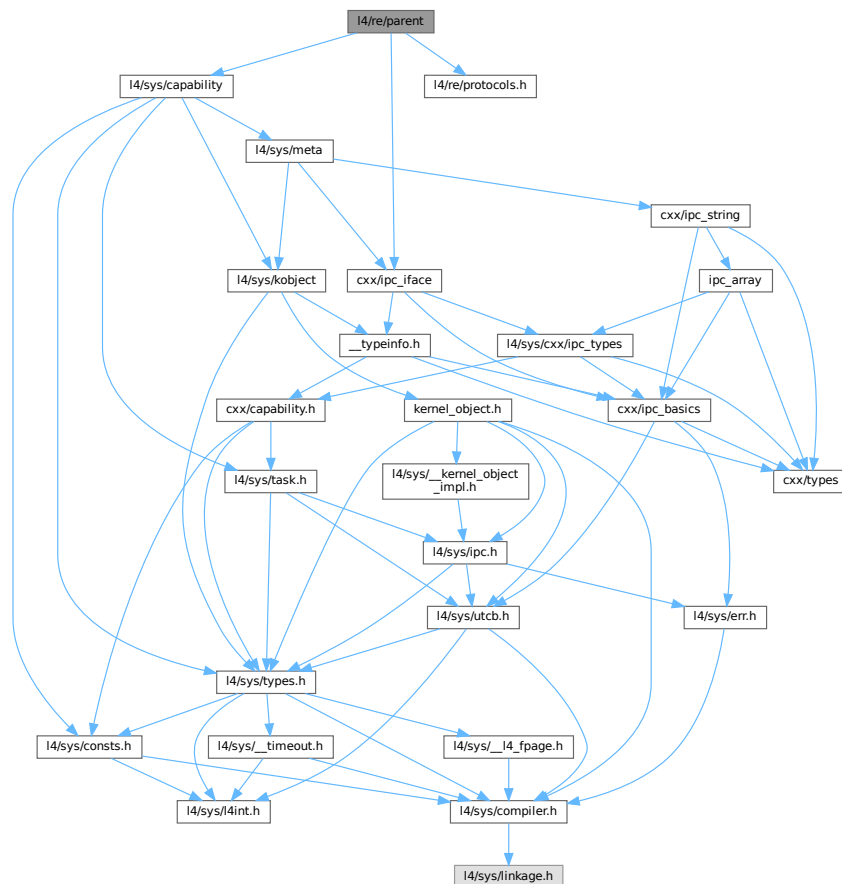 l4/re/parent
l4/sys/capability
l4/re/protocols.h
l4/sys/meta
cxx/ipc_string
l4/sys/kobject
cxx/ipc_iface
ipc_array
__typeinfo.h
l4/sys/cxx/ipc_types
cxx/capability.h
kernel_object.h
cxx/ipc_basics
l4/sys/task.h
l4/sys/__kernel_object
_impl.h
cxx/types
l4/sys/ipc.h
l4/sys/utcb.h
l4/sys/err.h
l4/sys/types.h
l4/sys/consts.h
l4/sys/__timeout.h
l4/sys/__l4_fpage.h
l4/sys/l4int.h
l4/sys/compiler.h
l4/sys/linkage.h